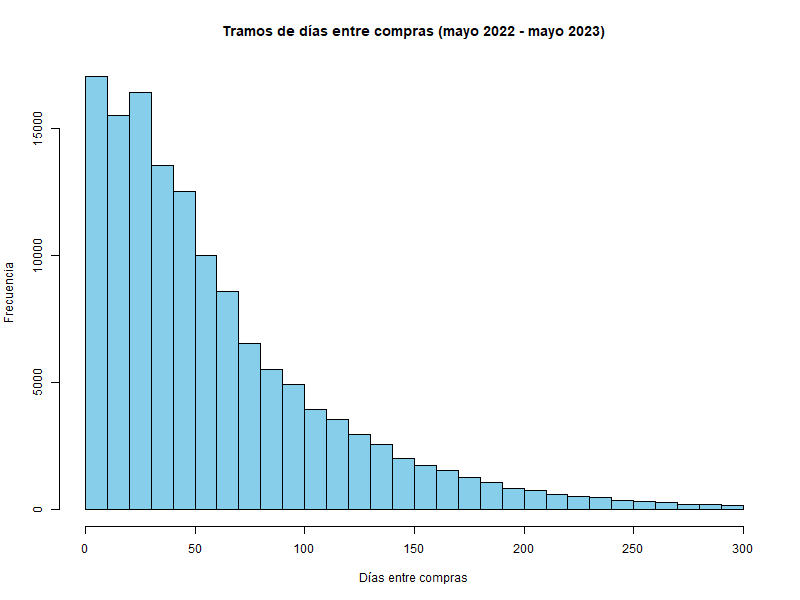 Tramos de días entre compras (mayo 2022 - mayo 2023)
Frecuencia
15000
10000
5000
0
0 50 100 150 200 250 300
Días entre compras